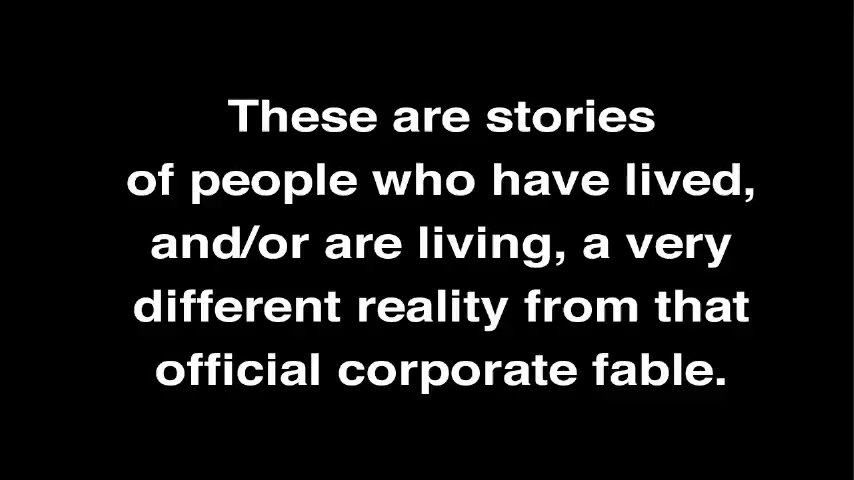 These are stories
of people who have lived,
and/or are living, a very
different reality from that
official corporate fable.